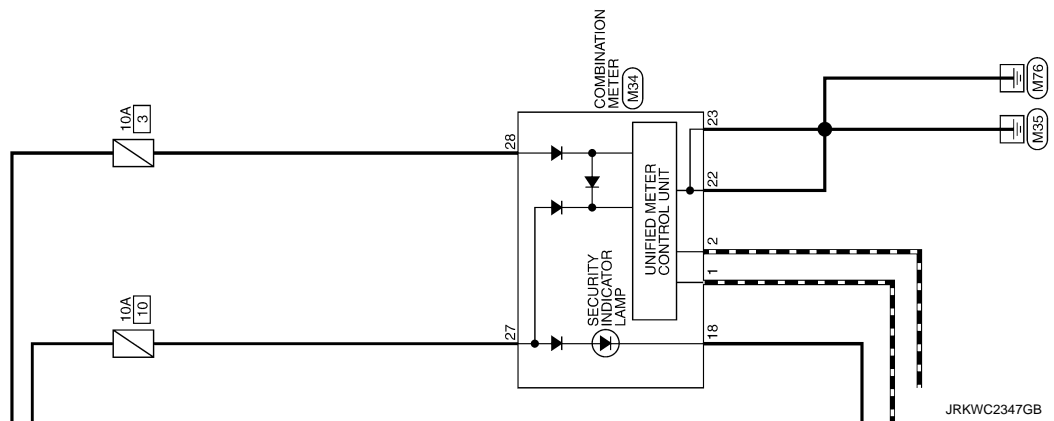 COMBINATION
METER
M34
10A
3
28
23
M76
M35
UNIFIED METER
CONTROL UNIT
22
2
1
SECURITY
INDICATOR
LAMP
10A
10
27
18
JRKWC2347GB